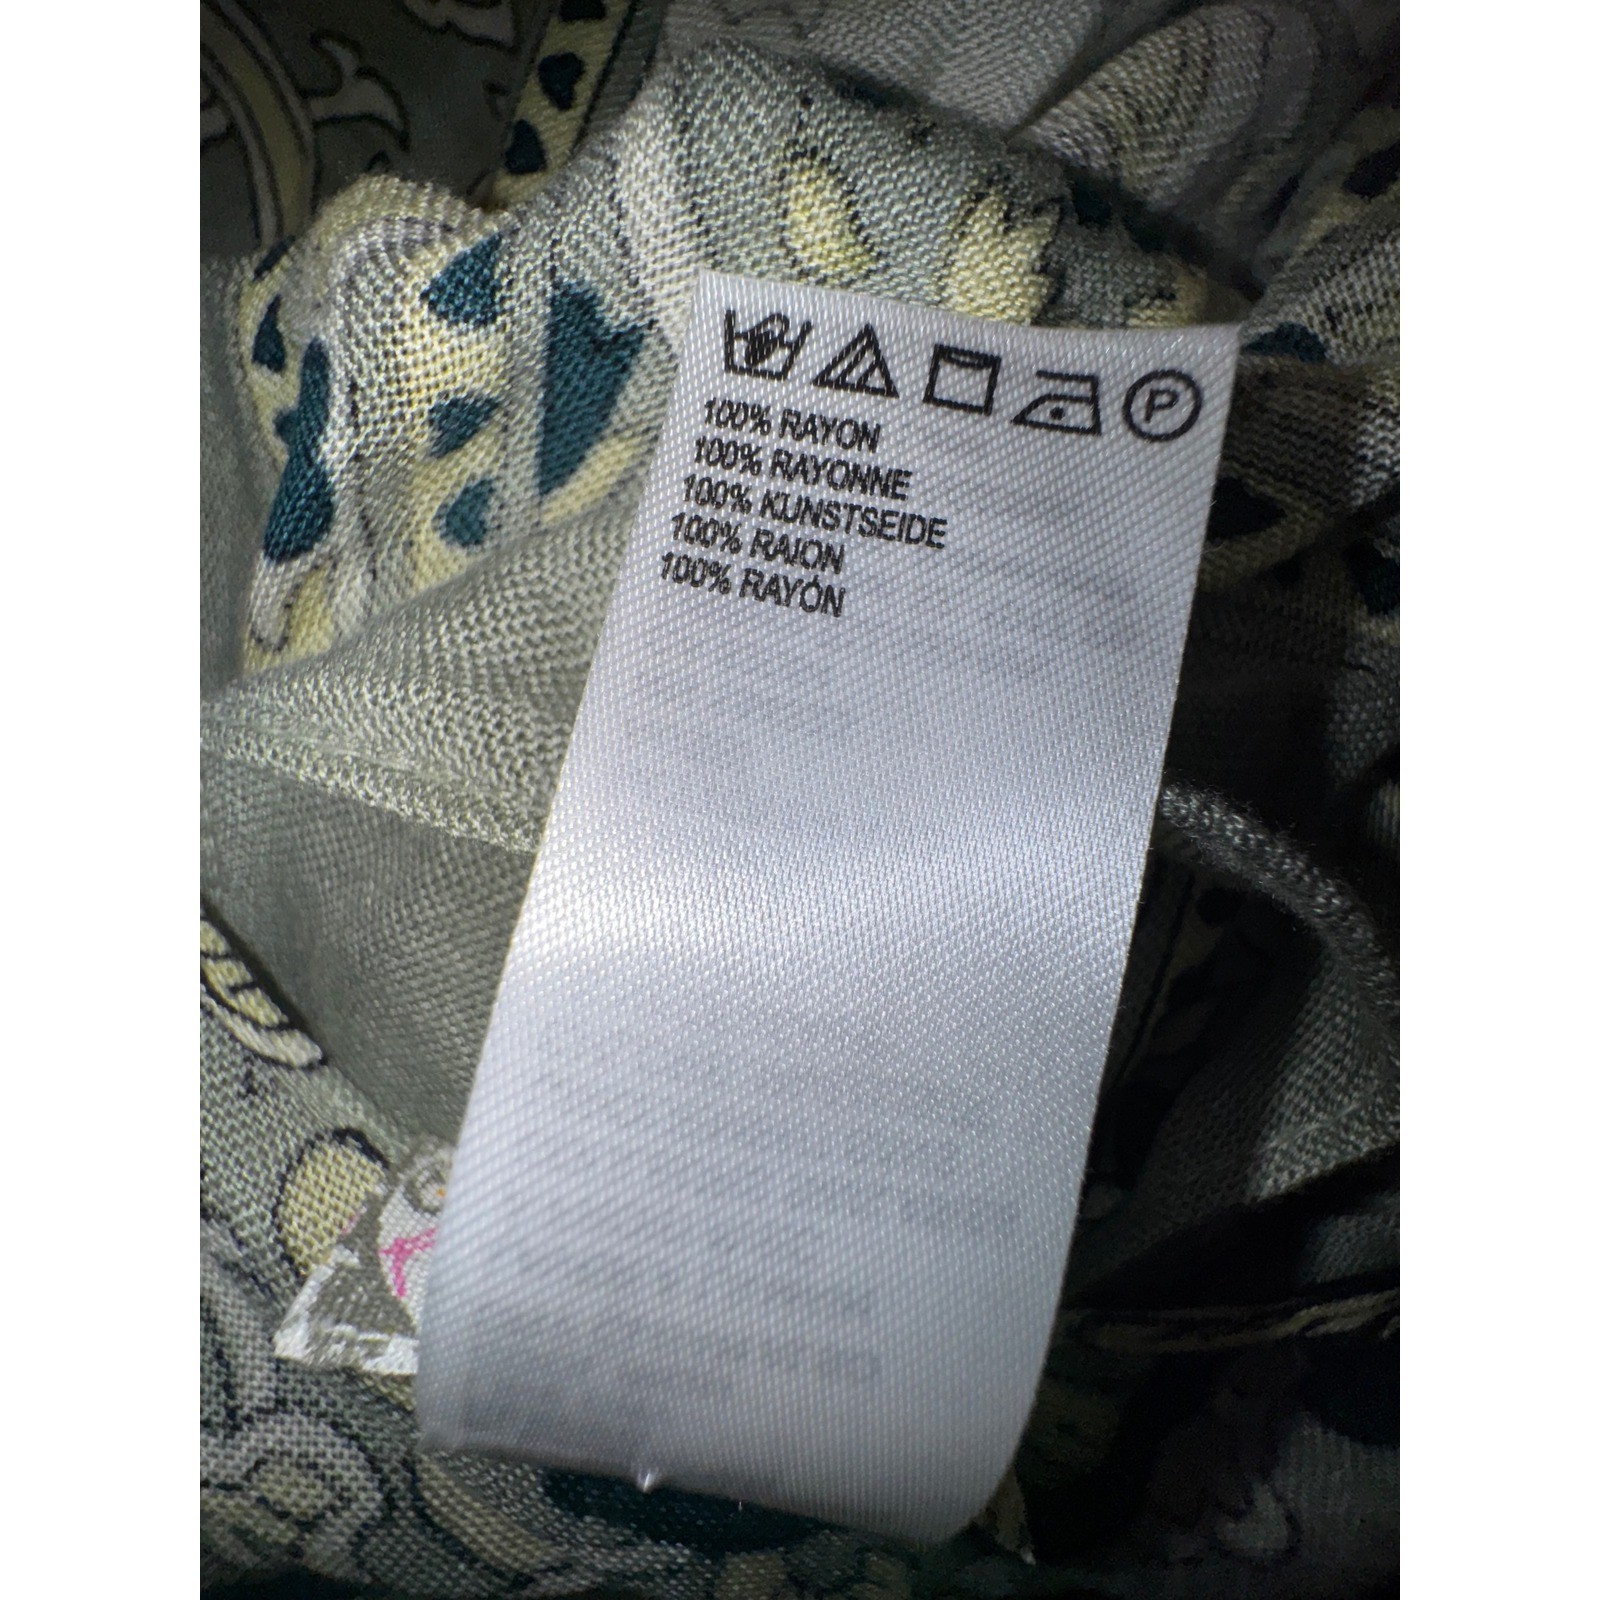 P
100% RAYON
100% RAYONNE
100% KUNSTSEIDE
100% RAION
100% RAYÓN